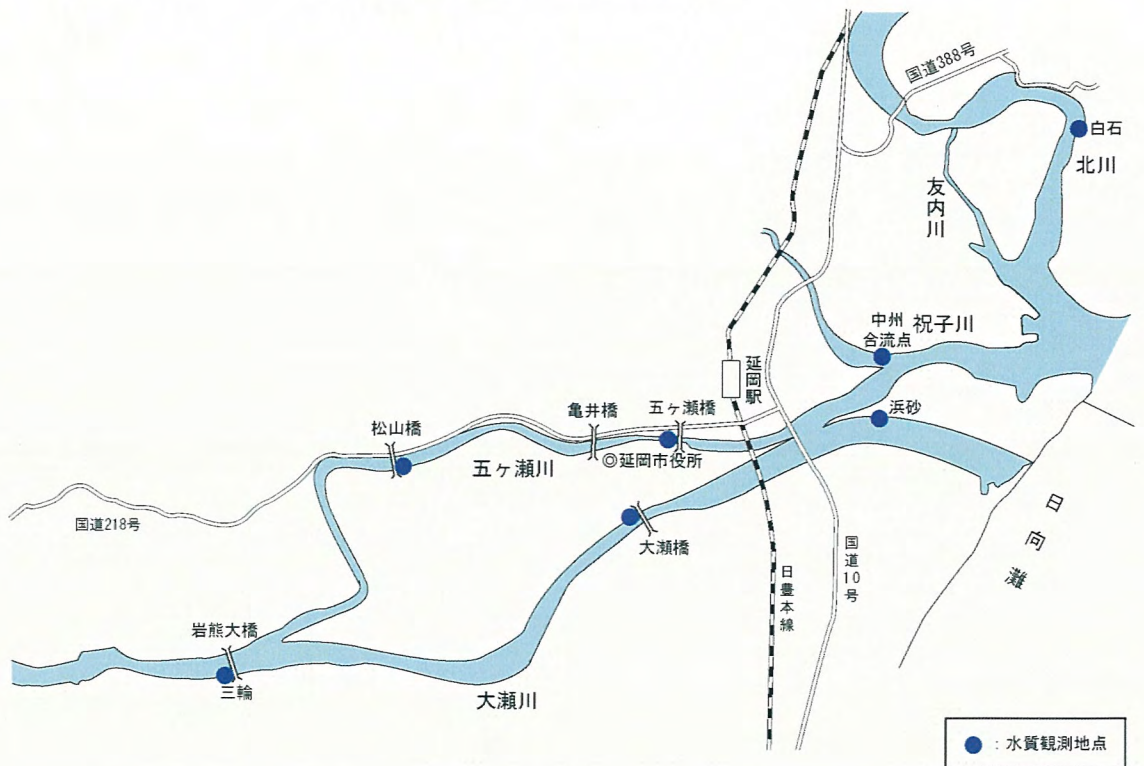 国道388号
白石
北川
友内川
中州
合流点
祝子川
延岡駅
浜砂
亀井橋
五ヶ瀬橋
松山橋
◎延岡市役所
五ヶ瀬川
国道218号
大瀬橋
日向灘
国道10号
日豊本線
岩熊大橋
三輪
大瀬川
：水質観測地点